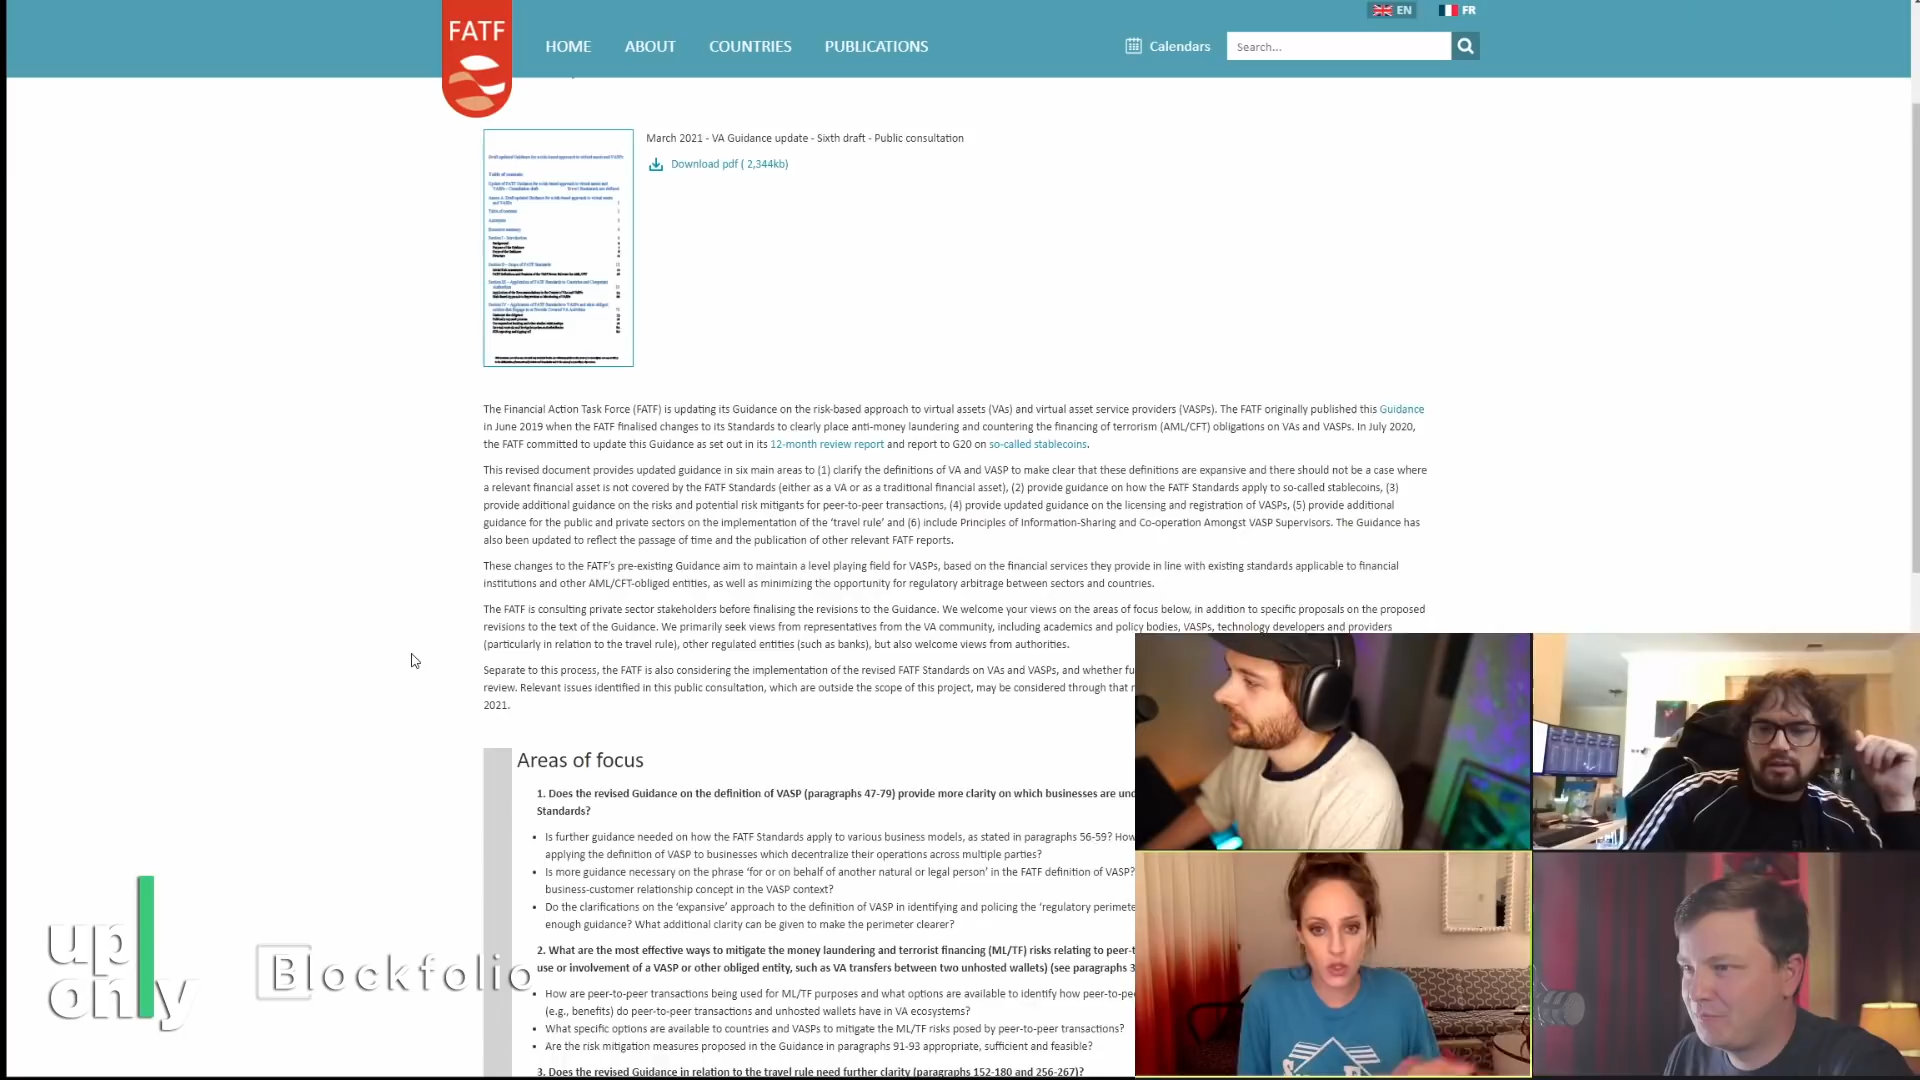 EN
FR
FATF
HOME
ABOUT
COUNTRIES
PUBLICATIONS
Calendars
Search...
March 2021 - VA Guidance update - Sixth draft - Public consultation
Download pdf ( 2,344kb)
Table of contents
The Financial Action Task Force (FATF) is updating its Guidance on the risk-based approach to virtual assets (VAs) and virtual asset service providers (VASPs). The FATF originally published this Guidance
in June 2019 when the FATF finalised changes to its Standards to clearly place anti-money laundering and countering the financing of terrorism (AML/CFT) obligations on VAs and VASPs. In July 2020,
the FATF committed to update this Guidance as set out in its 12-month review report and report to G20 on so-called stablecoins.
This revised document provides updated guidance in six main areas to (1) clarify the definitions of VA and VASP to make clear that these definitions are expansive and there should not be a case where
a relevant financial asset is not covered by the FATF Standards (either as a VA or as a traditional financial asset), (2) provide guidance on how the FATF Standards apply to so-called stablecoins, (3)
provide additional guidance on the risks and potential risk mitigants for peer-to-peer transactions, (4) provide updated guidance on the licensing and registration of VASPs, (5) provide additional
guidance for the public and private sectors on the implementation of the ‘travel rule’ and (6) include Principles of Information-Sharing and Co-operation Amongst VASP Supervisors. The Guidance has
also been updated to reflect the passage of time and the publication of other relevant FATF reports.
These changes to the FATF’s pre-existing Guidance aim to maintain a level playing field for VASPs, based on the financial services they provide in line with existing standards applicable to financial
institutions and other AML/CFT-obliged entities, as well as minimizing the opportunity for regulatory arbitrage between sectors and countries.
The FATF is consulting private sector stakeholders before finalising the revisions to the Guidance. We welcome your views on the areas of focus below, in addition to specific proposals on the proposed
revisions to the text of the Guidance. We primarily seek views from representatives from the VA community, including academics and policy bodies, VASPs, technology developers and providers
(particularly in relation to the travel rule), other regulated entities (such as banks), but also welcome views from authorities.
Separate to this process, the FATF is also considering the implementation of the revised FATF Standards on VAs and VASPs, and whether fu
review. Relevant issues identified in this public consultation, which are outside the scope of this project, may be considered through that r
2021.
Areas of focus
1. Does the revised Guidance on the definition of VASP (paragraphs 47-79) provide more clarity on which businesses are und
Standards?
• Is further guidance needed on how the FATF Standards apply to various business models, as stated in paragraphs 56-59? How
applying the definition of VASP to businesses which decentralize their operations across multiple parties?
• Is more guidance necessary on the phrase ‘for or on behalf of another natural or legal person’ in the FATF definition of VASP?
business-customer relationship concept in the VASP context?
• Do the clarifications on the ‘expansive’ approach to the definition of VASP in identifying and policing the ‘regulatory perimete
enough guidance? What additional clarity can be given to make the perimeter clearer?
2. What are the most effective ways to mitigate the money laundering and terrorist financing (ML/TF) risks relating to peer-t
use or involvement of a VASP or other obliged entity, such as VA transfers between two unhosted wallets) (see paragraphs 3
• How are peer-to-peer transactions being used for ML/TF purposes and what options are available to identify how peer-to-pe
(e.g., benefits) do peer-to-peer transactions and unhosted wallets have in VA ecosystems?
• What specific options are available to countries and VASPs to mitigate the ML/TF risks posed by peer-to-peer transactions?
• Are the risk mitigation measures proposed in the Guidance in paragraphs 91-93 appropriate, sufficient and feasible?
3. Does the revised Guidance in relation to the travel rule need further clarity (paragraphs 152-180 and 256-267)?
up
only
Blockfolio